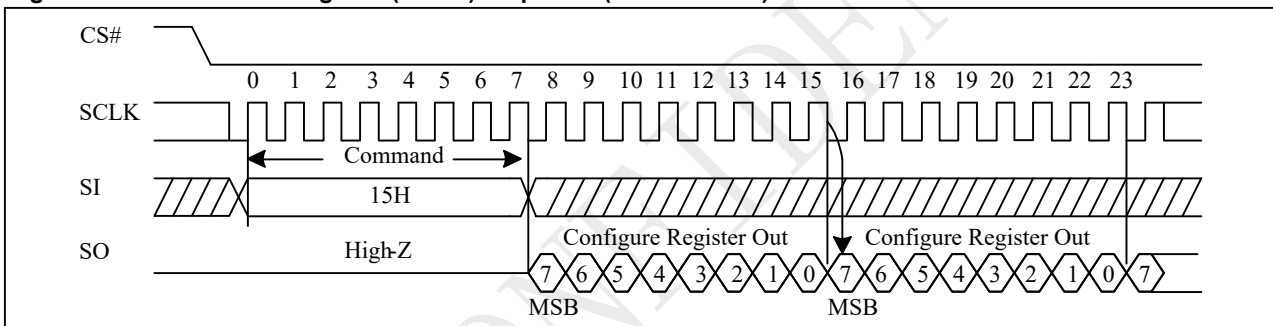 CS#
0 1 2 3 4 5 6 7 8 9 10 11 12 13 14 15 16 17 18 19 20 21 22 23
SCLK
Command
SI
15H
SO
High-Z
Configure Register Out Configure Register Out
7 6 5 4 3 2 1 0 7 6 5 4 3 2 1 0 7
MSB MSB